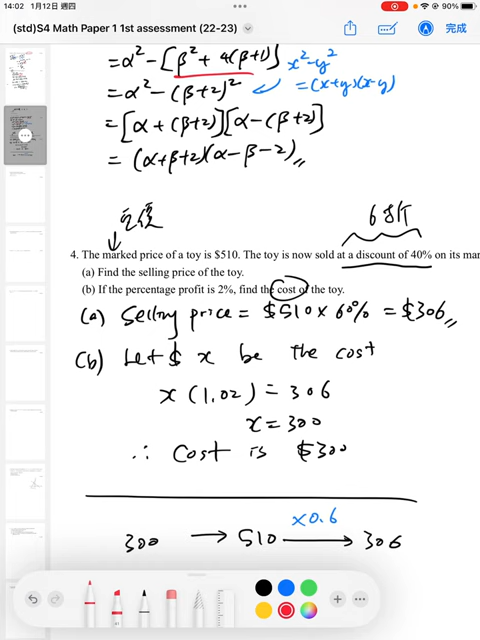 14:02 1月12日 週四
90%
(std)S4 Math Paper 1 1st assessment (22-23)
完成
= α² - [β² + 4(β+1)] x² - y²
= α² - (β+2)² = (x+y)(x-y)
= [α + (β+2)][α - (β+2)]
= (α+β+2)(α-β-2)
6折
4. The marked price of a toy is $510. The toy is now sold at a discount of 40% on its mar
(a) Find the selling price of the toy.
(b) If the percentage profit is 2%, find the cost of the toy.
(a) Selling price = $510 × 60% = $306
(b) Let $ x be the cost
x (1.02) = 306
x = 300
∴ Cost is $300
×0.6
300 → 510 → 306